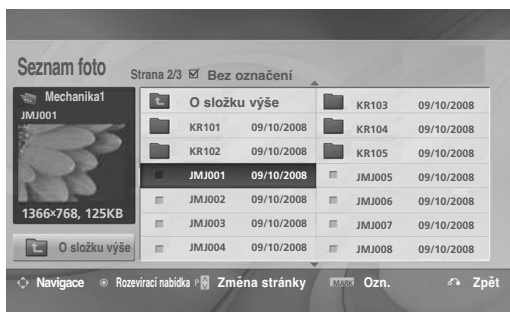 Seznam foto Strana 2/3 Bez označení
Mechanika1
JMJ001
1366×768, 125KB
O složku výše
O složku výše
KR101 09/10/2008
KR102 09/10/2008
JMJ001 09/10/2008
JMJ002 09/10/2008
JMJ003 09/10/2008
JMJ004 09/10/2008
KR103 09/10/2008
KR104 09/10/2008
KR105 09/10/2008
JMJ005 09/10/2008
JMJ006 09/10/2008
JMJ007 09/10/2008
JMJ008 09/10/2008
Navigace Rozevírací nabídka P Změna stránky MARK Ozn. Zpět